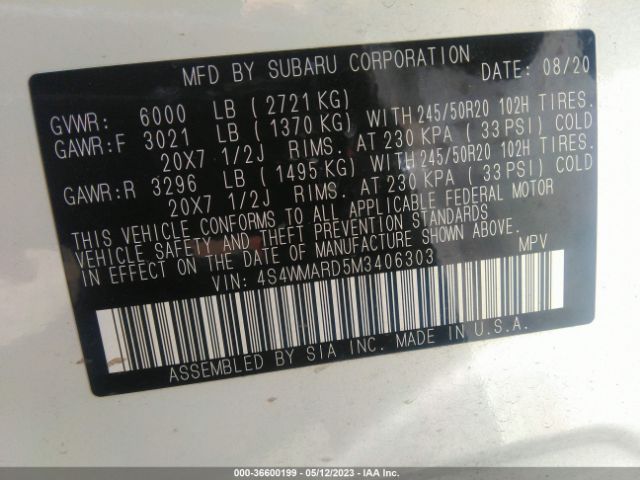 MFD BY SUBARU CORPORATION DATE: 08/20
GVWR: 6000 LB (2721 KG)
GAWR:F 3021 LB (1370 KG) WITH 245/50R20 102H TIRES.
20X7 1/2J RIMS. AT 230 KPA (33 PSI) COLD
GAWR:R 3296 LB (1495 KG) WITH 245/50R20 102H TIRES.
20X7 1/2J RIMS. AT 230 KPA (33 PSI) COLD
THIS VEHICLE CONFORMS TO ALL APPLICABLE FEDERAL MOTOR
VEHICLE SAFETY AND THEFT PREVENTION STANDARDS
IN EFFECT ON THE DATE OF MANUFACTURE SHOWN ABOVE.
VIN: 4S4WMARD5M3406303 MPV
ASSEMBLED BY SIA INC. MADE IN U.S.A.
000-36600199 - 05/12/2023 - IAA Inc.